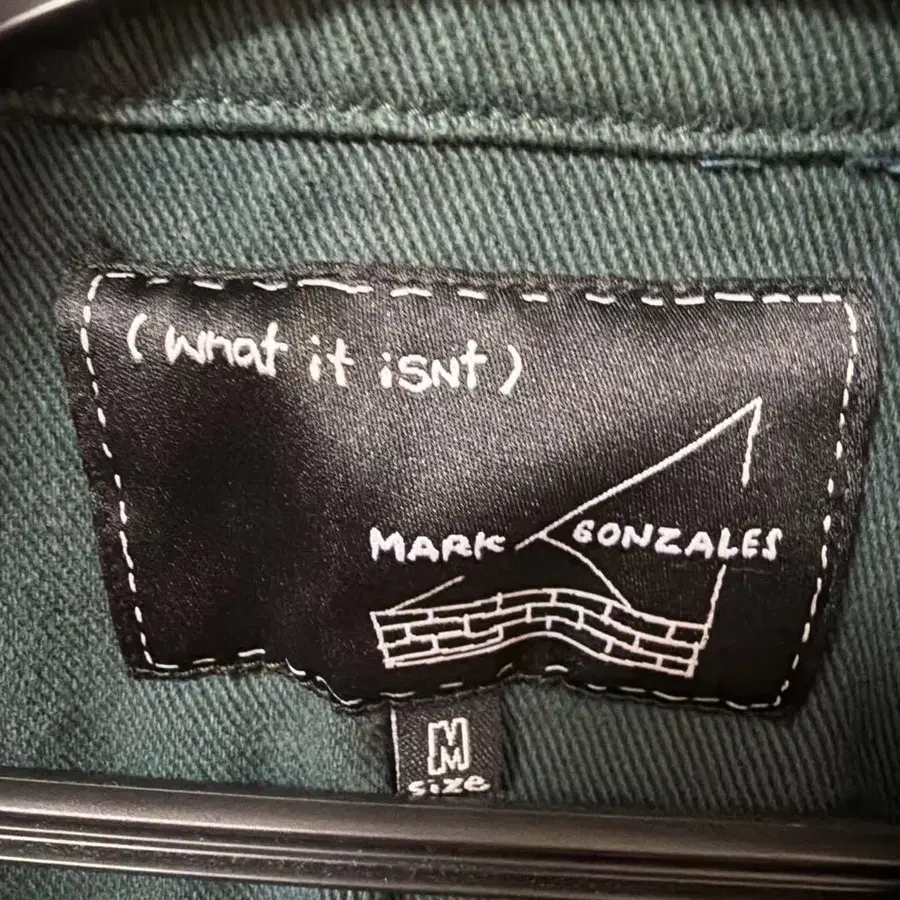 (what it isnt)
MARK GONZALES
M
size